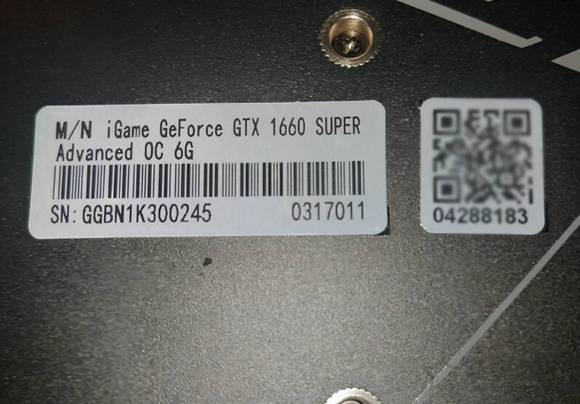 M/N iGame GeForce GTX 1660 SUPER
Advanced OC 6G
SN: GGBN1K300245 0317011
04288183